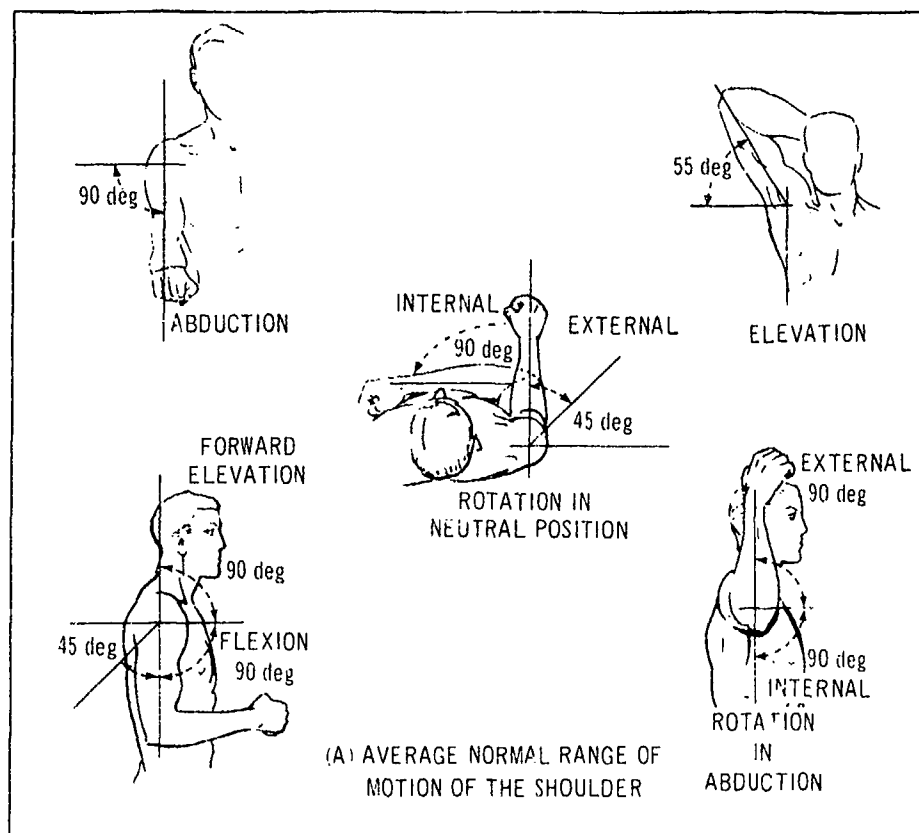 90 deg
ABDUCTION
55 deg
ELEVATION
INTERNAL
EXTERNAL
90 deg
45 deg
ROTATION IN
NEUTRAL POSITION
FORWARD
ELEVATION
90 deg
45 deg
FLEXION
90 deg
EXTERNAL
90 deg
90 deg
INTERNAL
ROTATION
IN
ABDUCTION
(A) AVERAGE NORMAL RANGE OF
MOTION OF THE SHOULDER